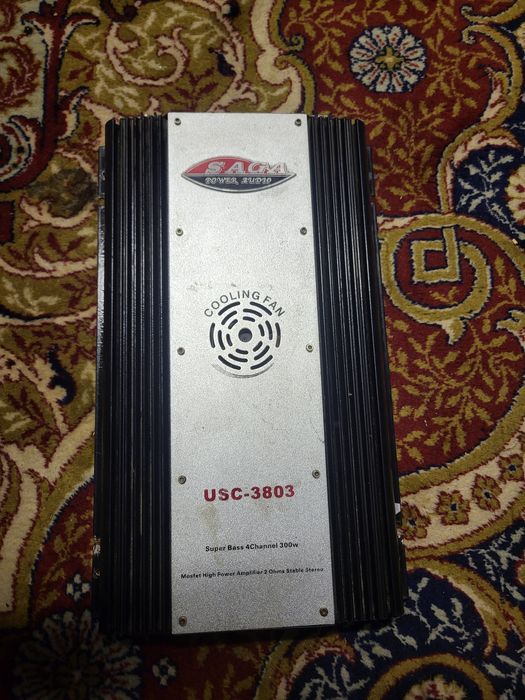 SAGA
POWER AUDIO
COOLING FAN
USC-3803
Super Bass 4Channel 300w
Mosfet High Power Amplifier 2 Ohms Stable Stereo